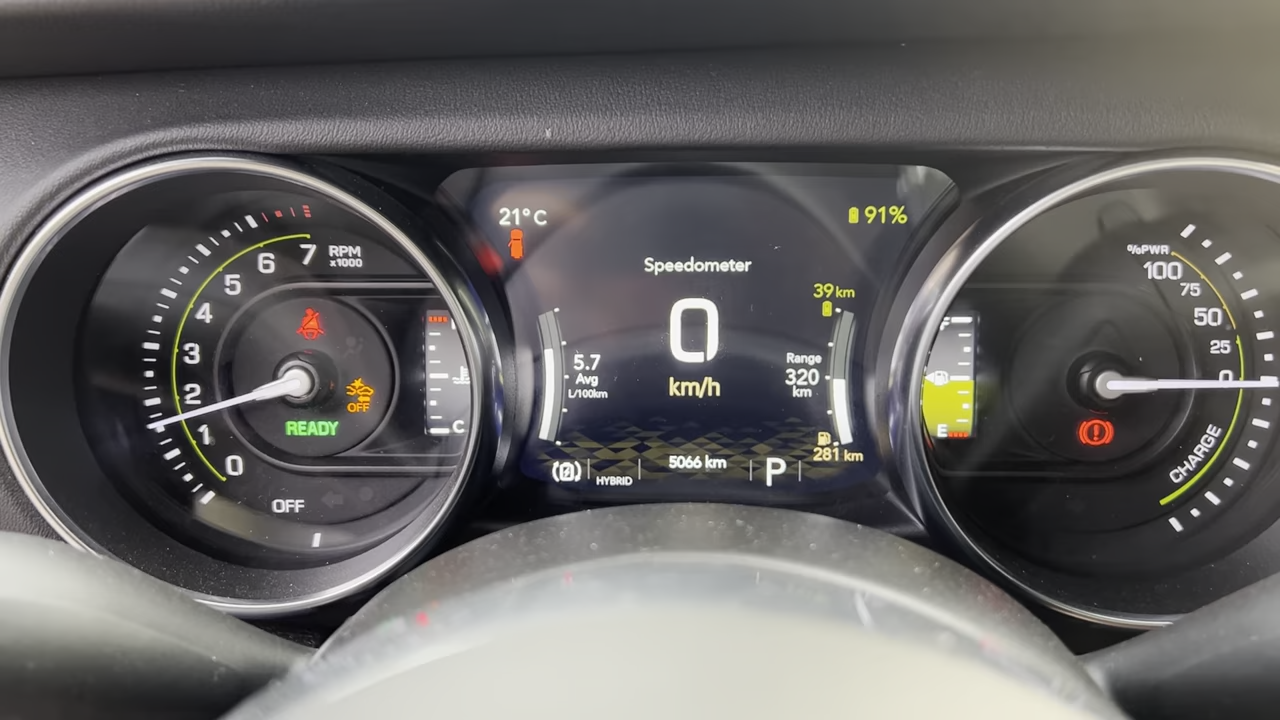 7
RPM
x1000
6
5
4
3
2
1
0
OFF
READY
OFF
C
21°C
91%
Speedometer
0
km/h
39 km
5.7
Avg
L/100km
Range
320
km
281 km
HYBRID
5066 km
P
F
E
%PWR
100
75
50
25
0
CHARGE